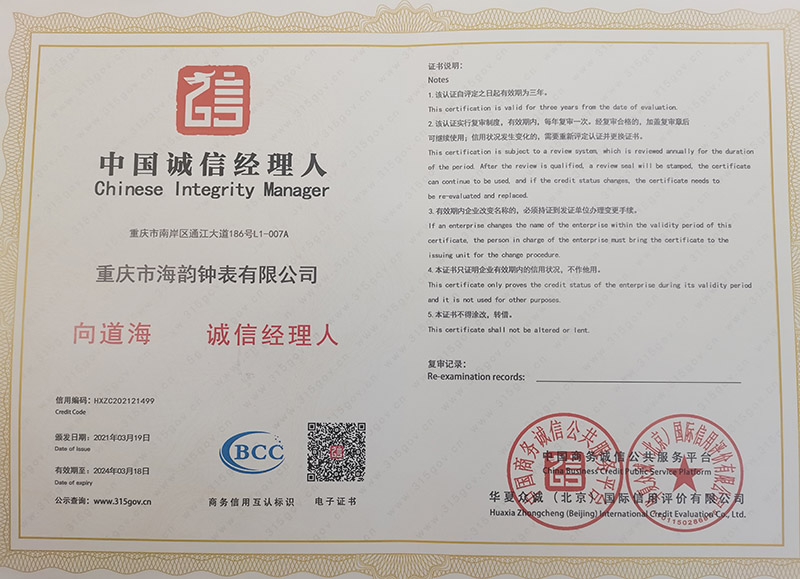 中国诚信经理人
Chinese Integrity Manager
重庆市南岸区通江大道186号L1-007A
重庆市海韵钟表有限公司
向道海 诚信经理人
信用编码：HXZC202121499
Credit Code
颁发日期：2021年03月19日
Date of Issue
有效期至：2024年03月18日
Date of expiry
公示查询：www.315gov.cn
BCC
商务信用互认标识
电子证书
证书说明：
Notes
1.该认证自评定之日起有效期为三年。
This certification is valid for three years from the date of evaluation.
2.该认证实行复审制度，有效期内，每年复审一次。经复审合格的，加盖复审章后
可继续使用；信用状况发生变化的，需要重新评定认证并更换证书。
This certification is subject to a review system, which is reviewed annually for the duration
of the period. After the review is qualified, a review seal will be stamped, the certificate
can continue to be used, and if the credit status changes, the certificate needs to
be re-evaluated and replaced.
3.有效期内企业改变名称的，必须持证到发证单位办理变更手续。
If an enterprise changes the name of the enterprise within the validity period of this
certificate, the person in charge of the enterprise must bring the certificate to the
issuing unit for the change procedure.
4.本证书只证明企业有效期内的信用状况，不作他用。
This certificate only proves the credit status of the enterprise during its validity period
and it is not used for other purposes.
5.本证书不得涂改，转借。
This certificate shall not be altered or lent.
复审记录：
Re-examination records:
中国商务诚信公共服务平台
China Business Credit Public Service Platform
华夏众诚（北京）国际信用评价有限公司
Huaxia Zhongcheng (Beijing) International Credit Evaluation Co., Ltd.